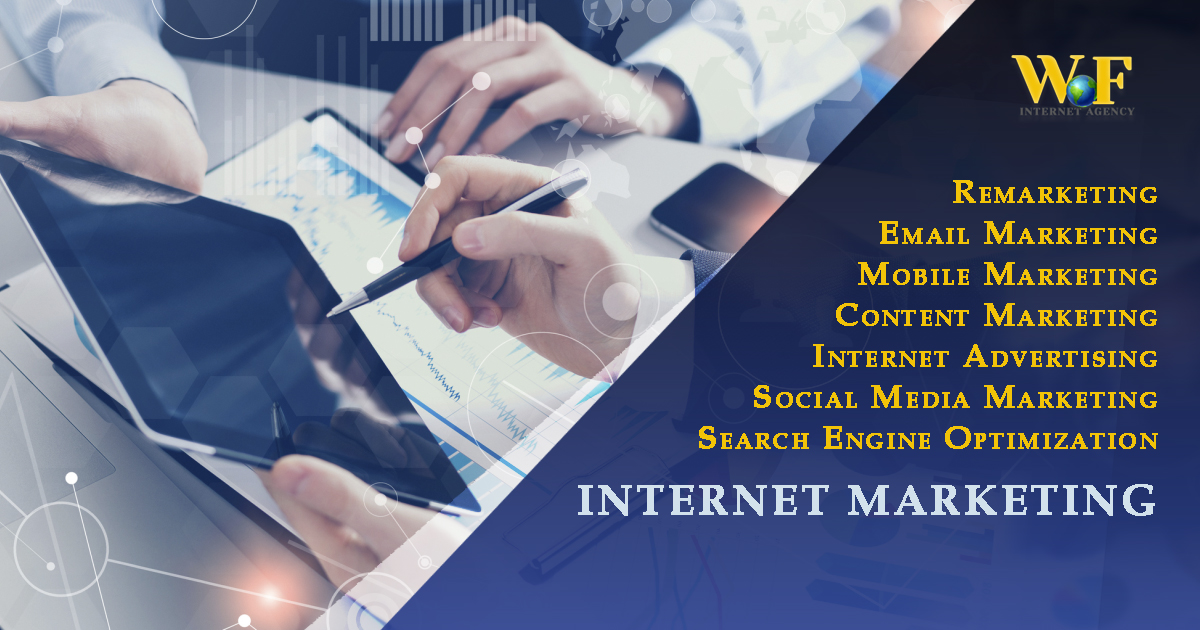 WOF
INTERNET AGENCY
REMARKETING
EMAIL MARKETING
MOBILE MARKETING
CONTENT MARKETING
INTERNET ADVERTISING
SOCIAL MEDIA MARKETING
SEARCH ENGINE OPTIMIZATION
INTERNET MARKETING